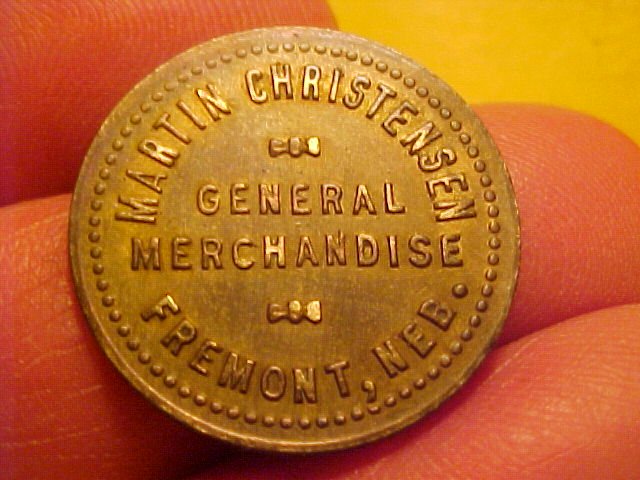 MARTIN CHRISTENSEN
GENERAL
MERCHANDISE
FREMONT, NEB.